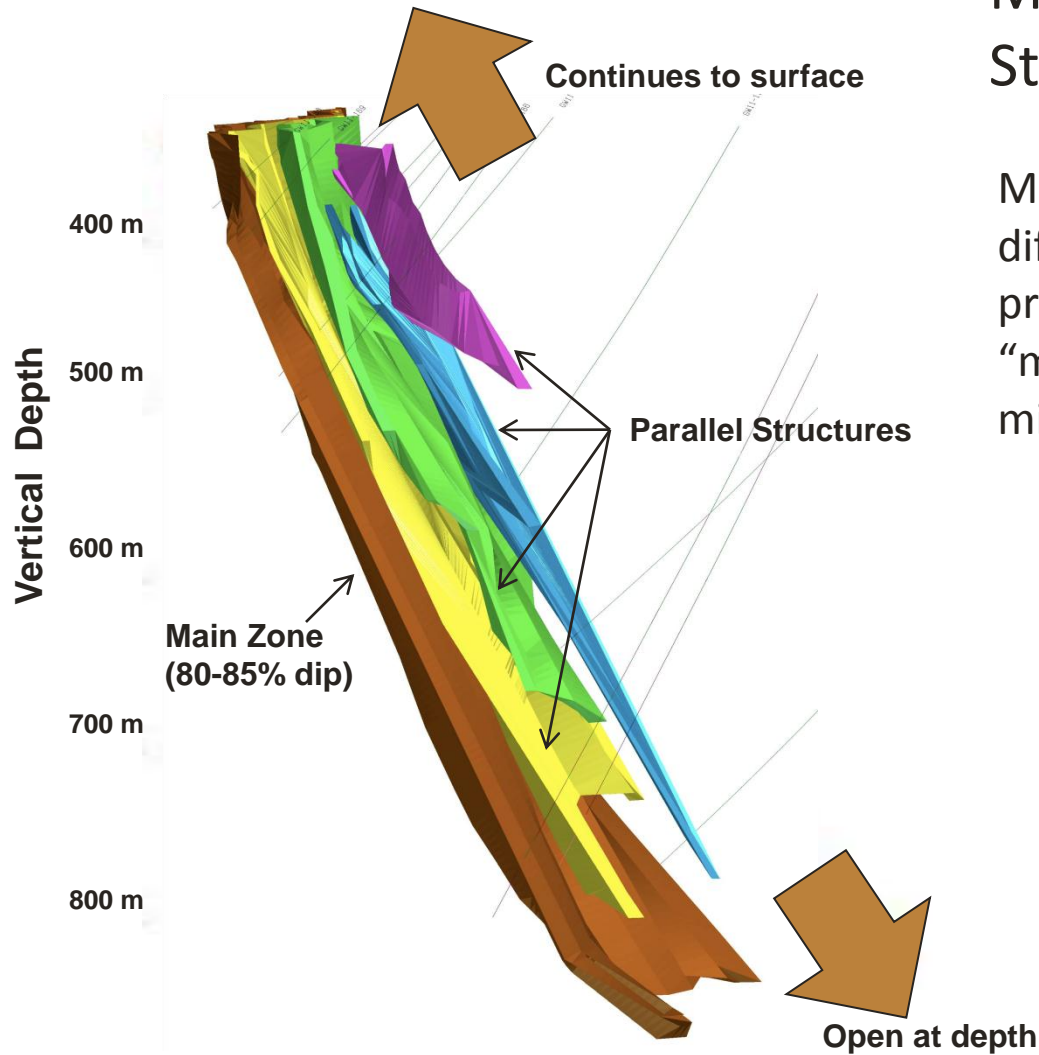 Continues to surface
400 m
500 m
600 m
700 m
800 m
Vertical Depth
Parallel Structures
Main Zone
(80-85% dip)
Open at depth